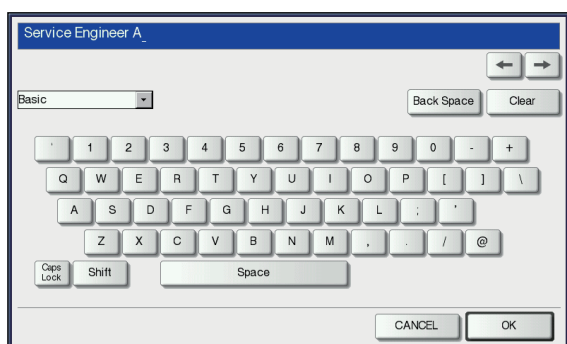 Service Engineer A_
← →
Basic Back Space Clear
` 1 2 3 4 5 6 7 8 9 0 - +
Q W E R T Y U I O P [ ] \
A S D F G H J K L ; '
Z X C V B N M , . / @
Caps Lock Shift Space
CANCEL OK